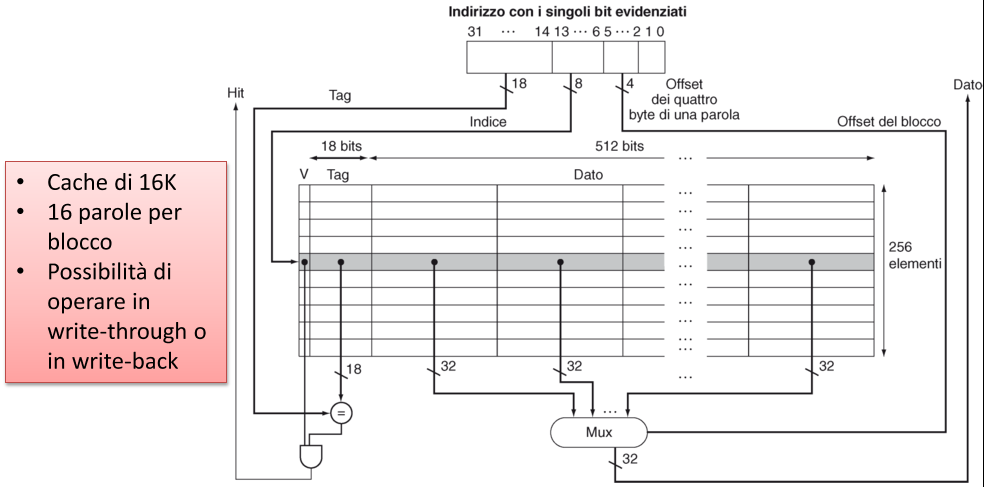 Indirizzo con i singoli bit evidenziati
31 ··· 14 13 ··· 6 5 ··· 2 1 0
18
8
4
Offset
dei quattro
byte di una parola
Hit
Tag
Indice
Dato
Offset del blocco
18 bits
512 bits
···
V
Tag
Dato
• Cache di 16K
• 16 parole per
blocco
• Possibilità di
operare in
write-through o
in write-back
···
···
···
···
256
elementi
···
···
···
···
···
18
32
32
···
32
=
···
Mux
32